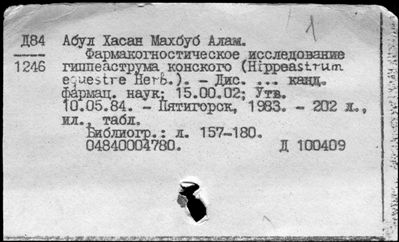 1
Д84 Абул Хасан Махбуб Алам.
Фармакогностическое исследование
1246 гиппеаструма конского (Hippeastrum
equestre Herb.). – Дис. ... канд.
фармац. наук; 15.00.02; Утв.
10.05.84. – Пятигорск, 1983. – 202 л.,
ил., табл.
Библиогр.: л. 157–180.
04840004780. Д 100409